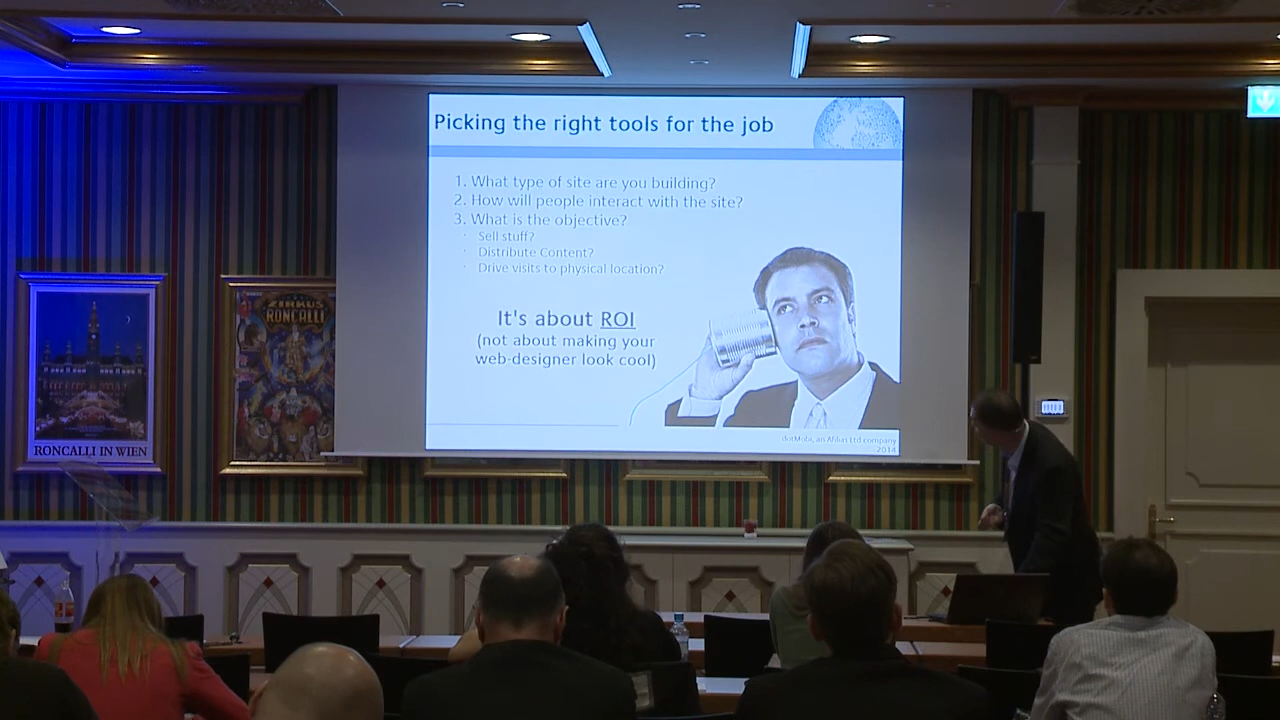 Picking the right tools for the job
1. What type of site are you building?
2. How will people interact with the site?
3. What is the objective?
· Sell stuff?
· Distribute Content?
· Drive visits to physical location?
It's about ROI
(not about making your
web-designer look cool)
dotMobi, an Afilias Ltd company
2014
ZIRKUS
RONCALLI
RONCALLI IN WIEN